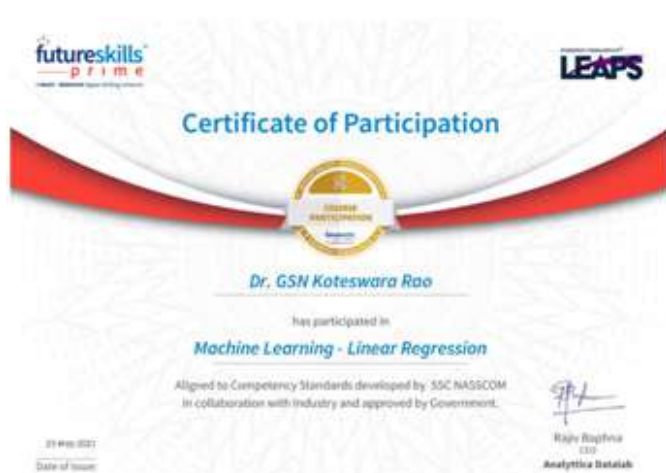 futureskills
prime
LEAPS
Certificate of Participation
COURSE
PARTICIPATION
Dr. GSN Koteswara Rao
has participated in
Machine Learning - Linear Regression
Aligned to Competency Standards developed by SSC NASSCOM
in collaboration with Industry and approved by Government.
Rajiv Baphna
CEO
Analyttica Datalab
Date of Issue: